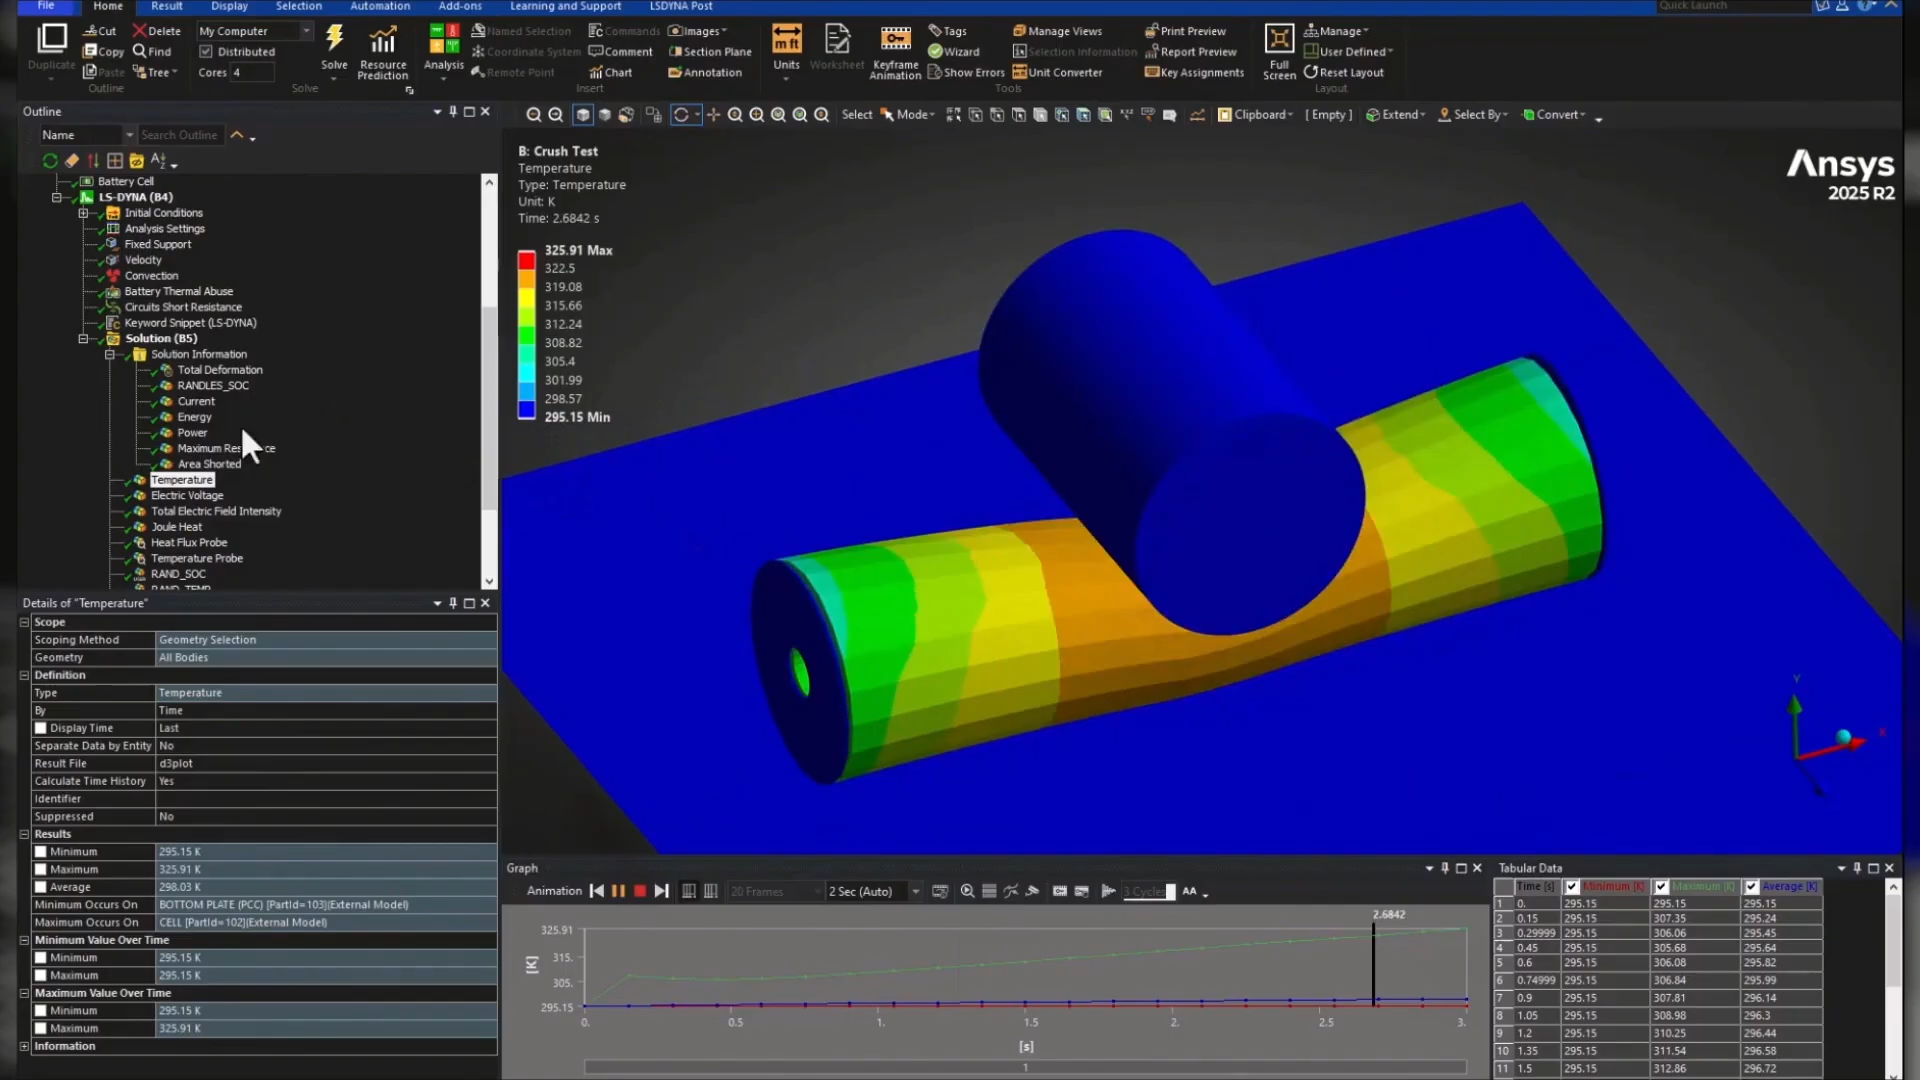 File Home Result Display Selection Automation Add-ons Learning and Support LSDYNA Post Quick Launch
Duplicate Cut Copy Paste Delete Find Tree
Outline
My Computer
Distributed
Cores 4
Solve Resource Prediction
Solve
Analysis
Named Selection Commands Images
Coordinate System Comment Section Plane
Remote Point Chart Annotation
Insert
Units Worksheet Keyframe Animation
Tags Manage Views Print Preview
Wizard Selection Information Report Preview
Show Errors Unit Converter Key Assignments
Tools
Full Screen
Manage
User Defined
Reset Layout
Layout
Outline
Name Search Outline
Battery Cell
LS-DYNA (B4)
Initial Conditions
Analysis Settings
Fixed Support
Velocity
Convection
Battery Thermal Abuse
Circuits Short Resistance
Keyword Snippet (LS-DYNA)
Solution (B5)
Solution Information
Total Deformation
RANDLES_SOC
Current
Energy
Power
Maximum Res ce
Area Shorted
Temperature
Electric Voltage
Total Electric Field Intensity
Joule Heat
Heat Flux Probe
Temperature Probe
RAND_SOC
RAND_TEMP
Select Mode Clipboard [ Empty ] Extend Select By Convert
B: Crush Test
Temperature
Type: Temperature
Unit: K
Time: 2.6842 s
325.91 Max
322.5
319.08
315.66
312.24
308.82
305.4
301.99
298.57
295.15 Min
Ansys
2025 R2
Y
X
Details of "Temperature"
Scope
Scoping Method Geometry Selection
Geometry All Bodies
Definition
Type Temperature
By Time
Display Time Last
Separate Data by Entity No
Result File d3plot
Calculate Time History Yes
Identifier
Suppressed No
Results
Minimum 295.15 K
Maximum 325.91 K
Average 298.03 K
Minimum Occurs On BOTTOM PLATE (PCC) [PartId=103](External Model)
Maximum Occurs On CELL [PartId=102](External Model)
Minimum Value Over Time
Minimum 295.15 K
Maximum 295.15 K
Maximum Value Over Time
Minimum 295.15 K
Maximum 325.91 K
Information
Graph
Animation 20 Frames 2 Sec (Auto) 3 Cycles AA
2.6842
325.91
315.
305.
295.15
[K]
0. 0.5 1. 1.5 2. 2.5 3.
[s]
1
Tabular Data
Time [s] Minimum [K] Maximum [K] Average [K]
1 0. 295.15 295.15 295.15
2 0.15 295.15 307.35 295.24
3 0.29999 295.15 306.06 295.45
4 0.45 295.15 305.68 295.64
5 0.6 295.15 306.08 295.82
6 0.74999 295.15 306.84 295.99
7 0.9 295.15 307.81 296.14
8 1.05 295.15 308.98 296.3
9 1.2 295.15 310.25 296.44
10 1.35 295.15 311.54 296.58
11 1.5 295.15 312.86 296.72